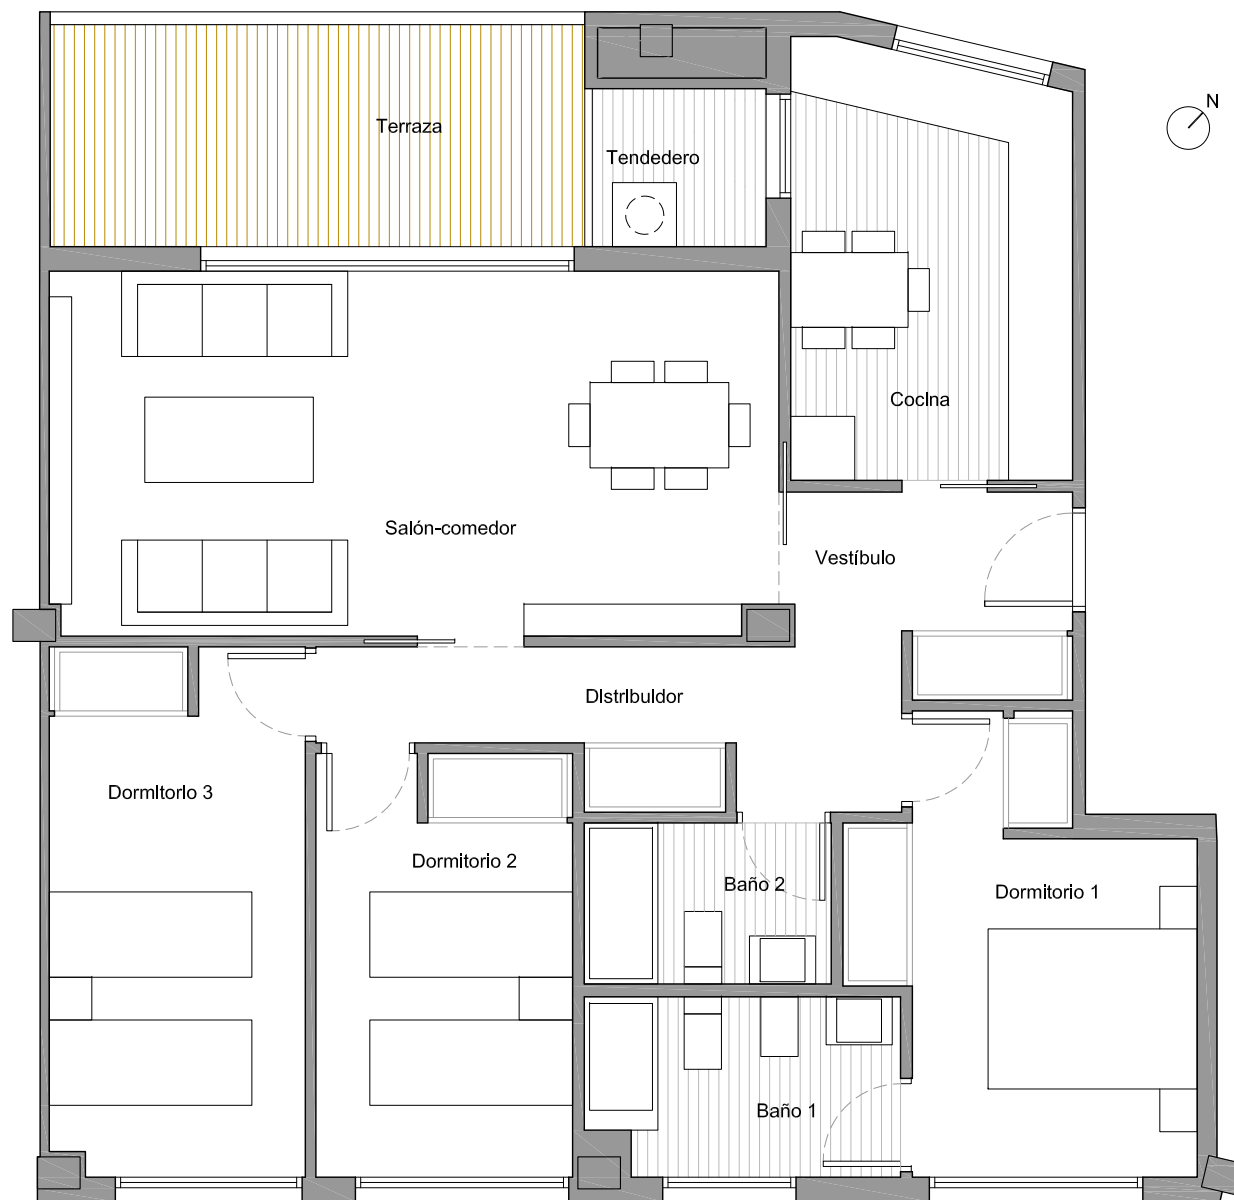 N
Terraza
Tendedero
Cocina
Salón-comedor
Vestíbulo
Distribuidor
Dormitorio 3
Dormitorio 2
Baño 2
Dormitorio 1
Baño 1